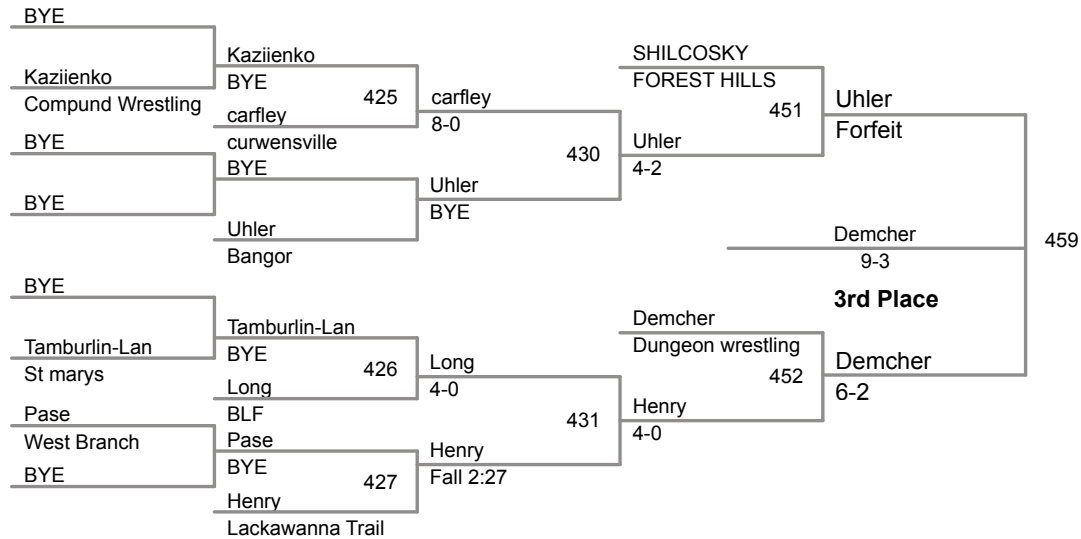 BYE
Kaziienko
Compund Wrestling
BYE
BYE
Kaziienko
BYE
425
carfley
curwensville
BYE
Uhler
Bangor
carfley
8-0
430
Uhler
BYE
SHILCOSKY
FOREST HILLS
451
Uhler
4-2
Uhler
Forfeit
Demcher
9-3
459
3rd Place
BYE
Tamburlin-Lan
St marys
Pase
West Branch
BYE
Tamburlin-Lan
BYE
426
Long
BLF
Pase
BYE
427
Henry
Lackawanna Trail
Long
4-0
431
Henry
Fall 2:27
Demcher
Dungeon wrestling
452
Henry
4-0
Demcher
6-2